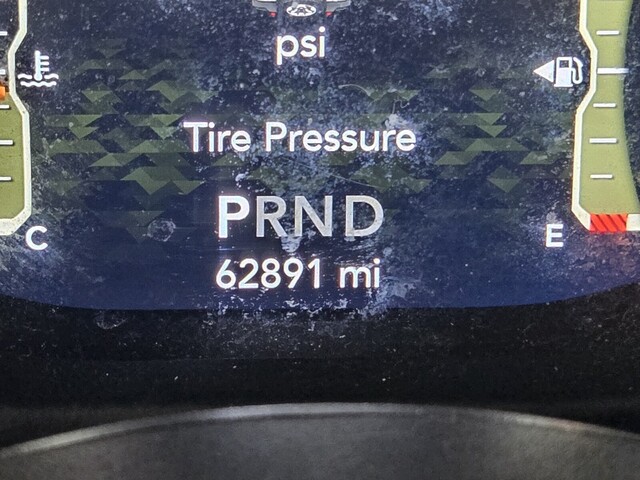 psi
Tire Pressure
PRND
C
E
62891 mi